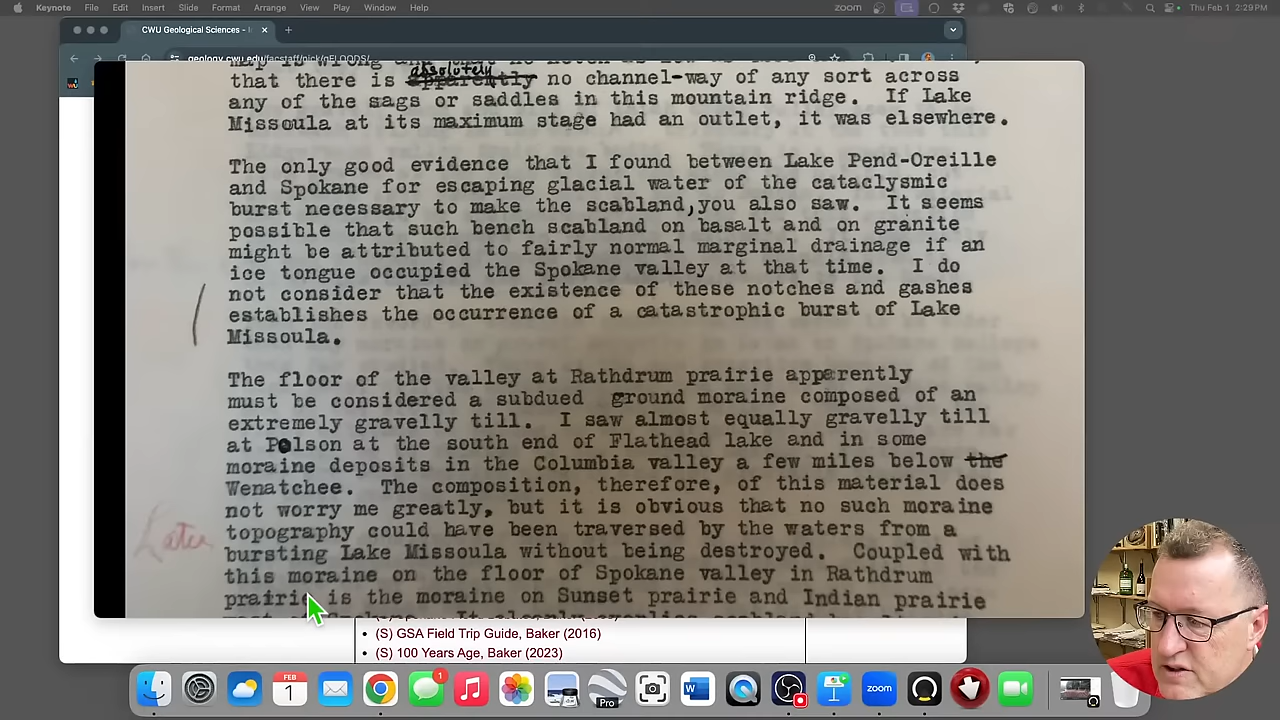 Keynote File Edit Insert Slide Format Arrange View Play Window Help zoom Thu Feb 1 2:29 PM
CWU Geological Sciences -
geology.cwu.edu/facstaff/nick/gFLOODS/
absolutely
that there is apparently no channel-way of any sort across
any of the sags or saddles in this mountain ridge. If Lake
Missoula at its maximum stage had an outlet, it was elsewhere.
The only good evidence that I found between Lake Pend-Oreille
and Spokane for escaping glacial water of the cataclysmic
burst necessary to make the scabland,you also saw. It seems
possible that such bench scabland on basalt and on granite
might be attributed to fairly normal marginal drainage if an
ice tongue occupied the Spokane valley at that time. I do
not consider that the existence of these notches and gashes
establishes the occurrence of a catastrophic burst of Lake
Missoula.
The floor of the valley at Rathdrum prairie apparently
must be considered a subdued ground moraine composed of an
extremely gravelly till. I saw almost equally gravelly till
at Polson at the south end of Flathead lake and in some
moraine deposits in the Columbia valley a few miles below the
Wenatchee. The composition, therefore, of this material does
not worry me greatly, but it is obvious that no such moraine
Later topography could have been traversed by the waters from a
bursting Lake Missoula without being destroyed. Coupled with
this moraine on the floor of Spokane valley in Rathdrum
prairie is the moraine on Sunset prairie and Indian prairie
• (S) GSA Field Trip Guide, Baker (2016)
• (S) 100 Years Age, Baker (2023)
FEB
1
1
Pro
zoom